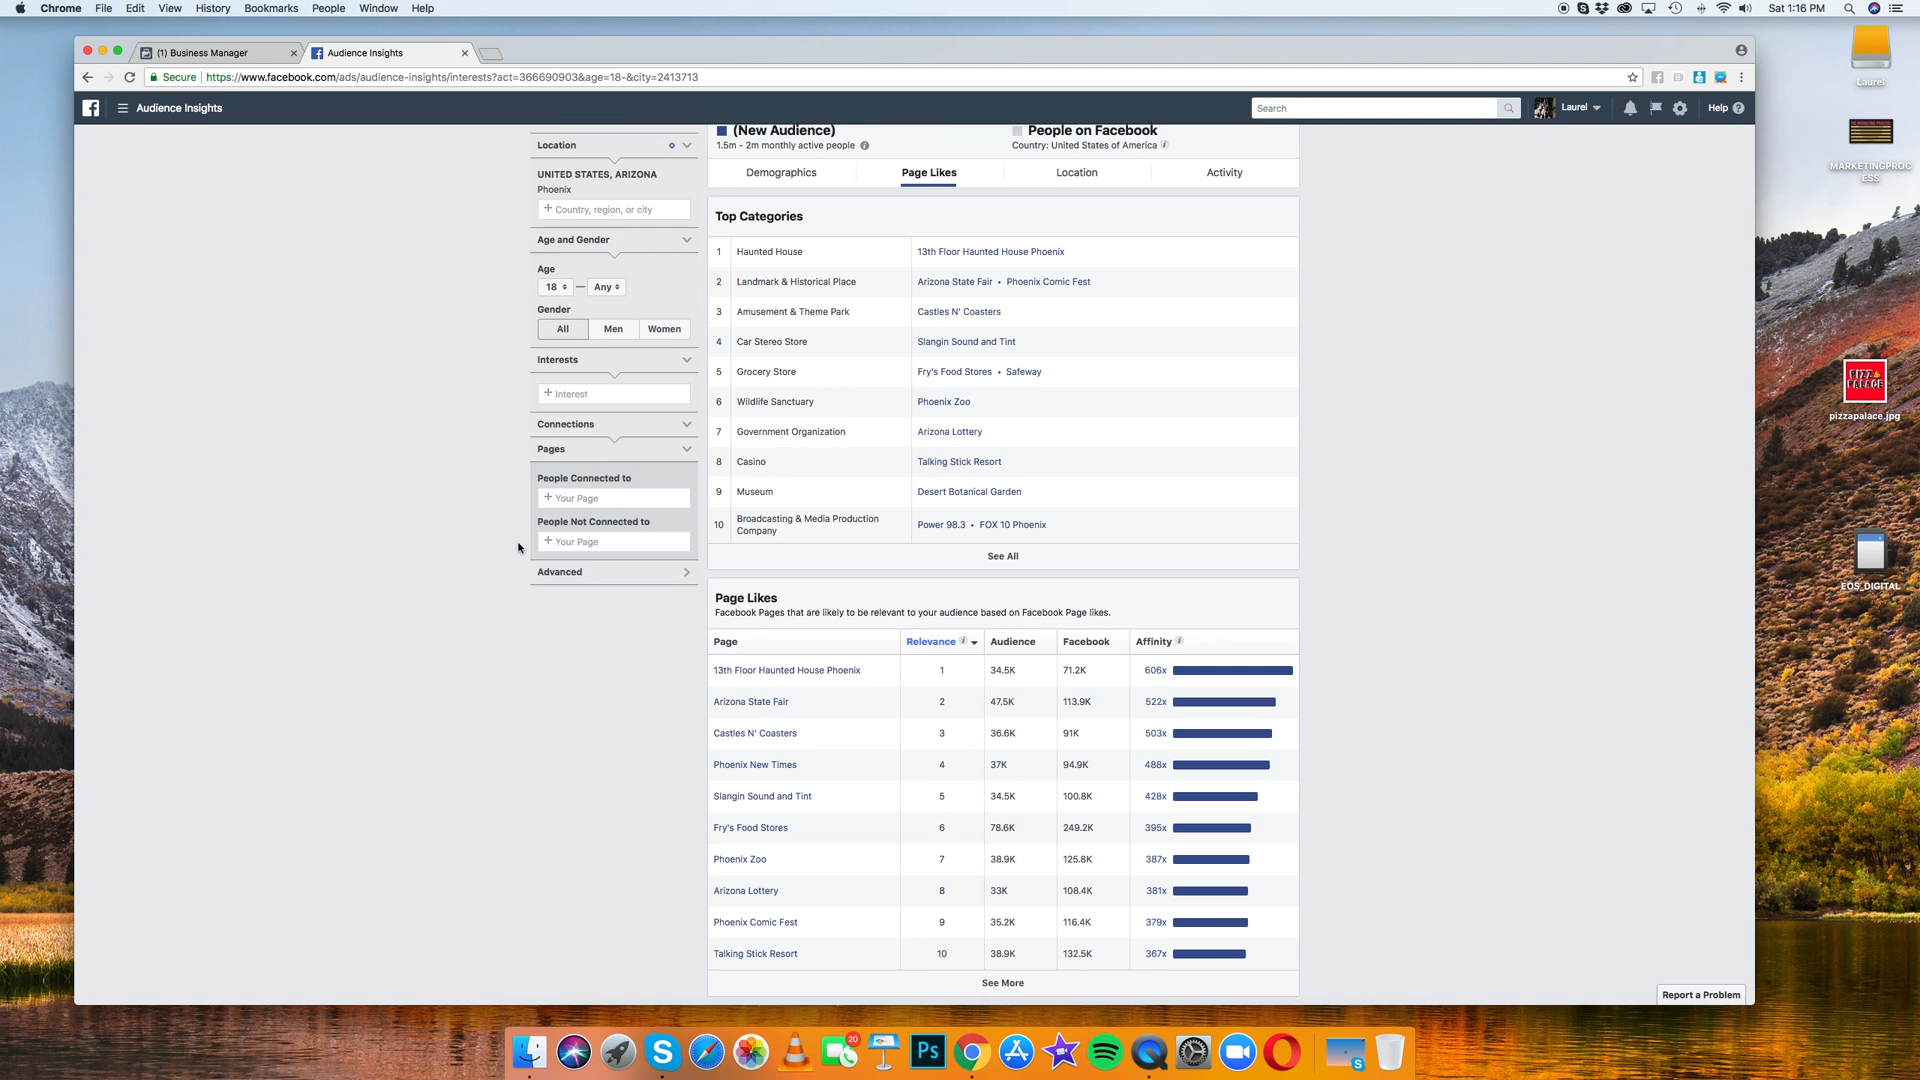 Chrome File Edit View History Bookmarks People Window Help
Sat 1:16 PM
(1) Business Manager
Audience Insights
Secure https://www.facebook.com/ads/audience-insights/interests?act=366690903&age=18-&city=2413713
Audience Insights
Search
Laurel
Help
Location
UNITED STATES, ARIZONA
Phoenix
+ Country, region, or city
Age and Gender
Age
18 — Any
Gender
All Men Women
Interests
+ Interest
Connections
Pages
People Connected to
+ Your Page
People Not Connected to
+ Your Page
Advanced
(New Audience)
1.5m - 2m monthly active people
People on Facebook
Country: United States of America
Demographics Page Likes Location Activity
Top Categories
1 Haunted House 13th Floor Haunted House Phoenix
2 Landmark & Historical Place Arizona State Fair • Phoenix Comic Fest
3 Amusement & Theme Park Castles N' Coasters
4 Car Stereo Store Slangin Sound and Tint
5 Grocery Store Fry's Food Stores • Safeway
6 Wildlife Sanctuary Phoenix Zoo
7 Government Organization Arizona Lottery
8 Casino Talking Stick Resort
9 Museum Desert Botanical Garden
10 Broadcasting & Media Production Company Power 98.3 • FOX 10 Phoenix
See All
Page Likes
Facebook Pages that are likely to be relevant to your audience based on Facebook Page likes.
Page Relevance Audience Facebook Affinity
13th Floor Haunted House Phoenix 1 34.5K 71.2K 606x
Arizona State Fair 2 47.5K 113.9K 522x
Castles N' Coasters 3 36.6K 91K 503x
Phoenix New Times 4 37K 94.9K 488x
Slangin Sound and Tint 5 34.5K 100.8K 428x
Fry's Food Stores 6 78.6K 249.2K 395x
Phoenix Zoo 7 38.9K 125.8K 387x
Arizona Lottery 8 33K 108.4K 381x
Phoenix Comic Fest 9 35.2K 116.4K 379x
Talking Stick Resort 10 38.9K 132.5K 367x
See More
Report a Problem
Laurel
MARKETINGPROC
ESS
PIZZA
PALACE
pizzapalace.jpg
EOS_DIGITAL
20
Ps